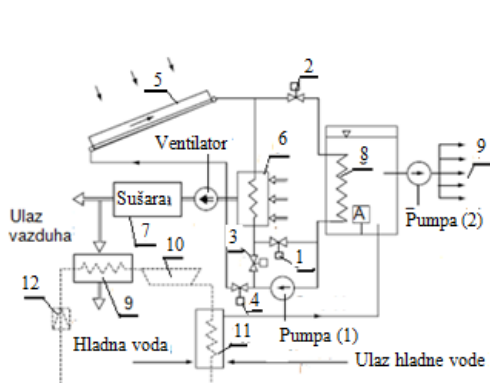 2
5
Ventilator
6
8
9
Sušara
Pumpa (2)
Ulaz
vazduha
7
3
A
10
12
1
9
4
11
Pumpa (1)
Hladna voda
Ulaz hladne vode